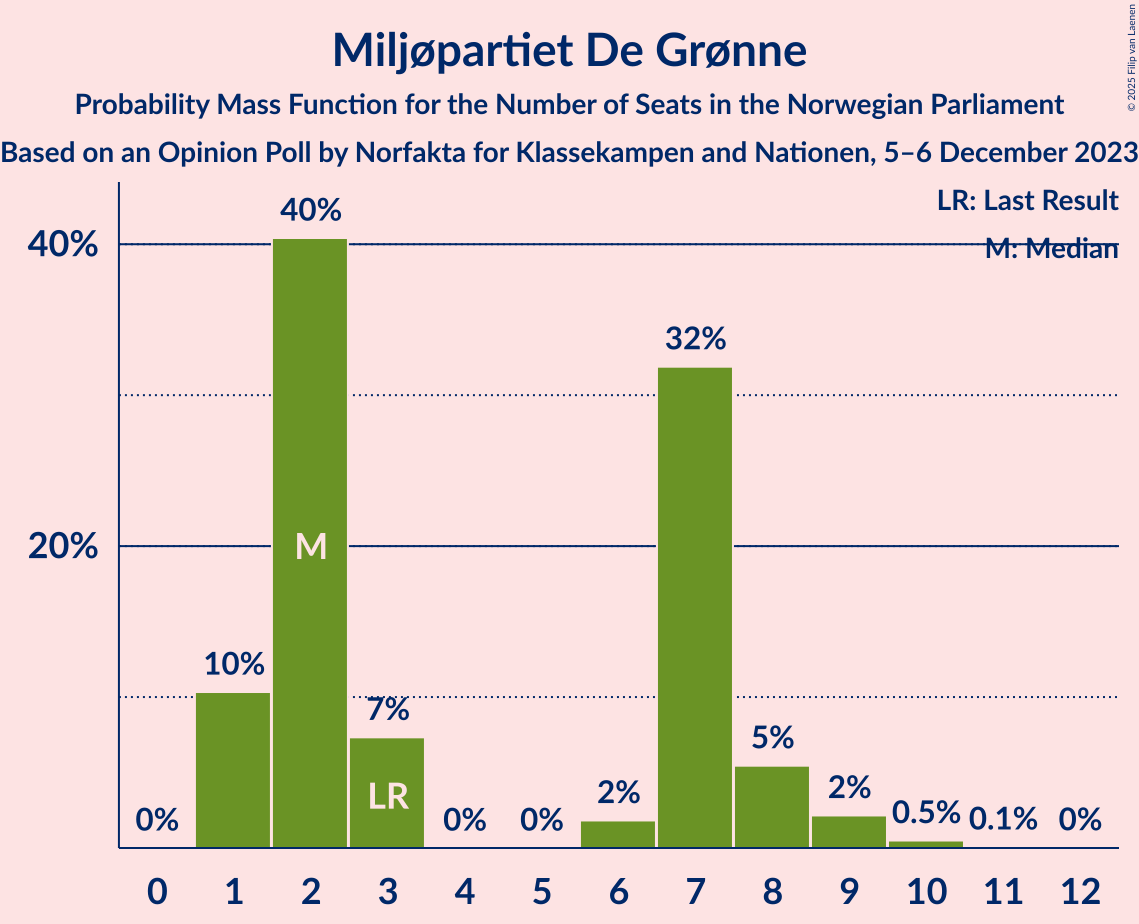 Miljøpartiet De Grønne
Probability Mass Function for the Number of Seats in the Norwegian Parliament
Based on an Opinion Poll by Norfakta for Klassekampen and Nationen, 5–6 December 2023
© 2025 Filip van Laenen
LR: Last Result
M: Median
40%
20%
0%
10%
40%
7%
0%
0%
2%
32%
5%
2%
0.5%
0.1%
0%
M
LR
0 1 2 3 4 5 6 7 8 9 10 11 12